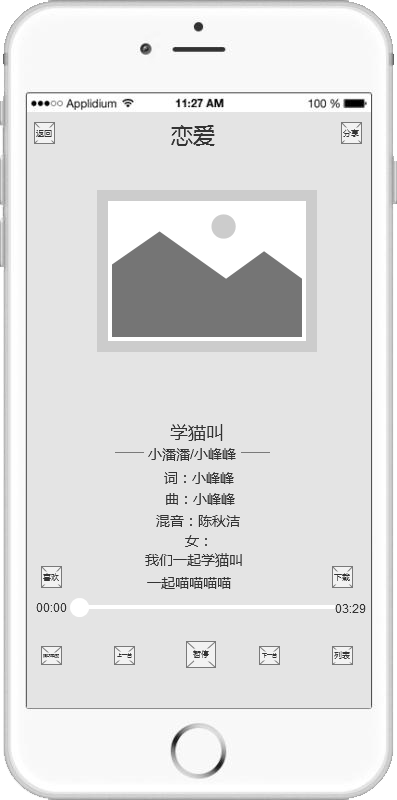 Applidium 11:27 AM 100 %
返回 恋爱 分享
学猫叫
小潘潘/小峰峰
词：小峰峰
曲：小峰峰
混音：陈秋洁
女：
我们一起学猫叫
一起喵喵喵喵
喜欢 下载
00:00 03:29
上一首 暂停 下一首 列表